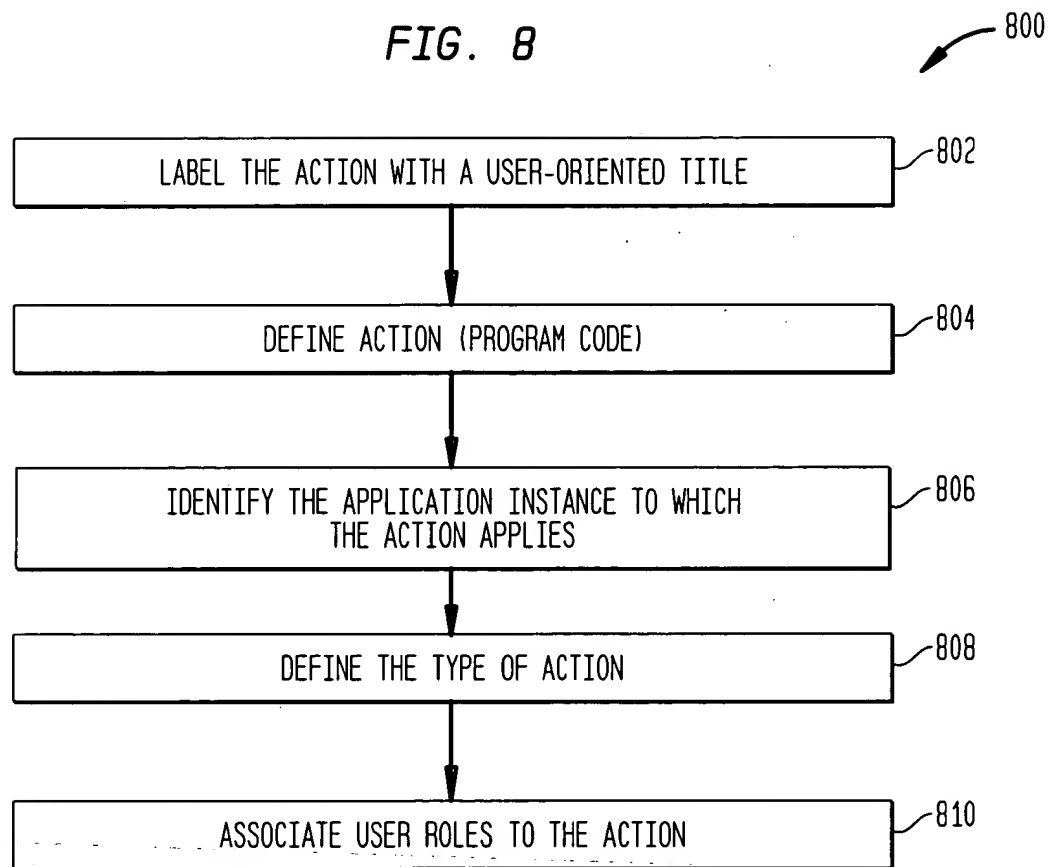 FIG. 8
800
LABEL THE ACTION WITH A USER-ORIENTED TITLE
802
DEFINE ACTION (PROGRAM CODE)
804
IDENTIFY THE APPLICATION INSTANCE TO WHICH
THE ACTION APPLIES
806
DEFINE THE TYPE OF ACTION
808
ASSOCIATE USER ROLES TO THE ACTION
810